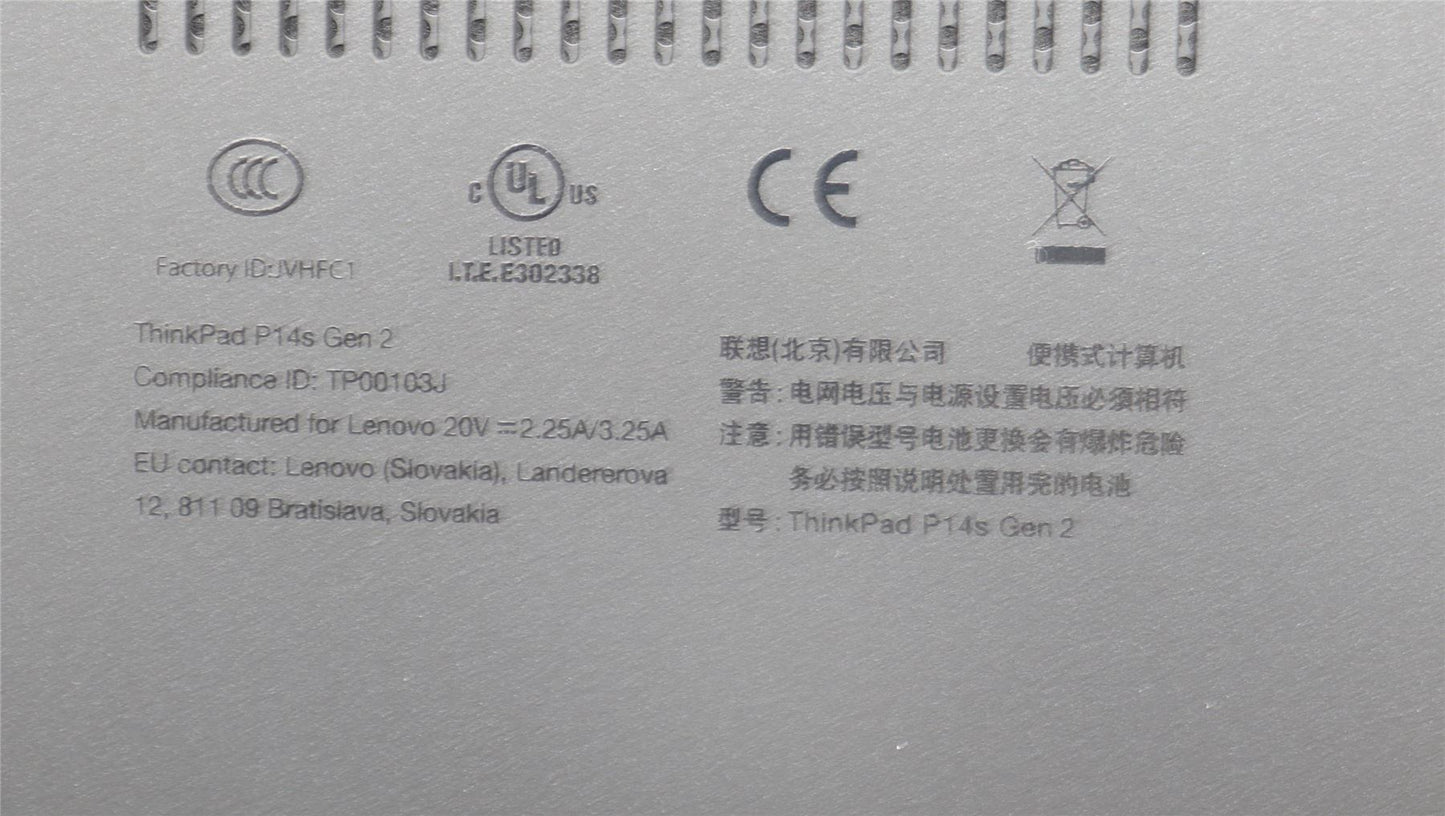 CCC
C UL US
LISTED
I.T.E.E302338
CE
Factory ID:JVHFC1
ThinkPad P14s Gen 2
Compliance ID: TP00103J
Manufactured for Lenovo 20V ⎓2.25A/3.25A
EU contact: Lenovo (Slovakia), Landererova
12, 811 09 Bratislava, Slovakia
联想(北京)有限公司 便携式计算机
警告:电网电压与电源设置电压必须相符
注意:用错误型号电池更换会有爆炸危险
务必按照说明处置用完的电池
型号:ThinkPad P14s Gen 2